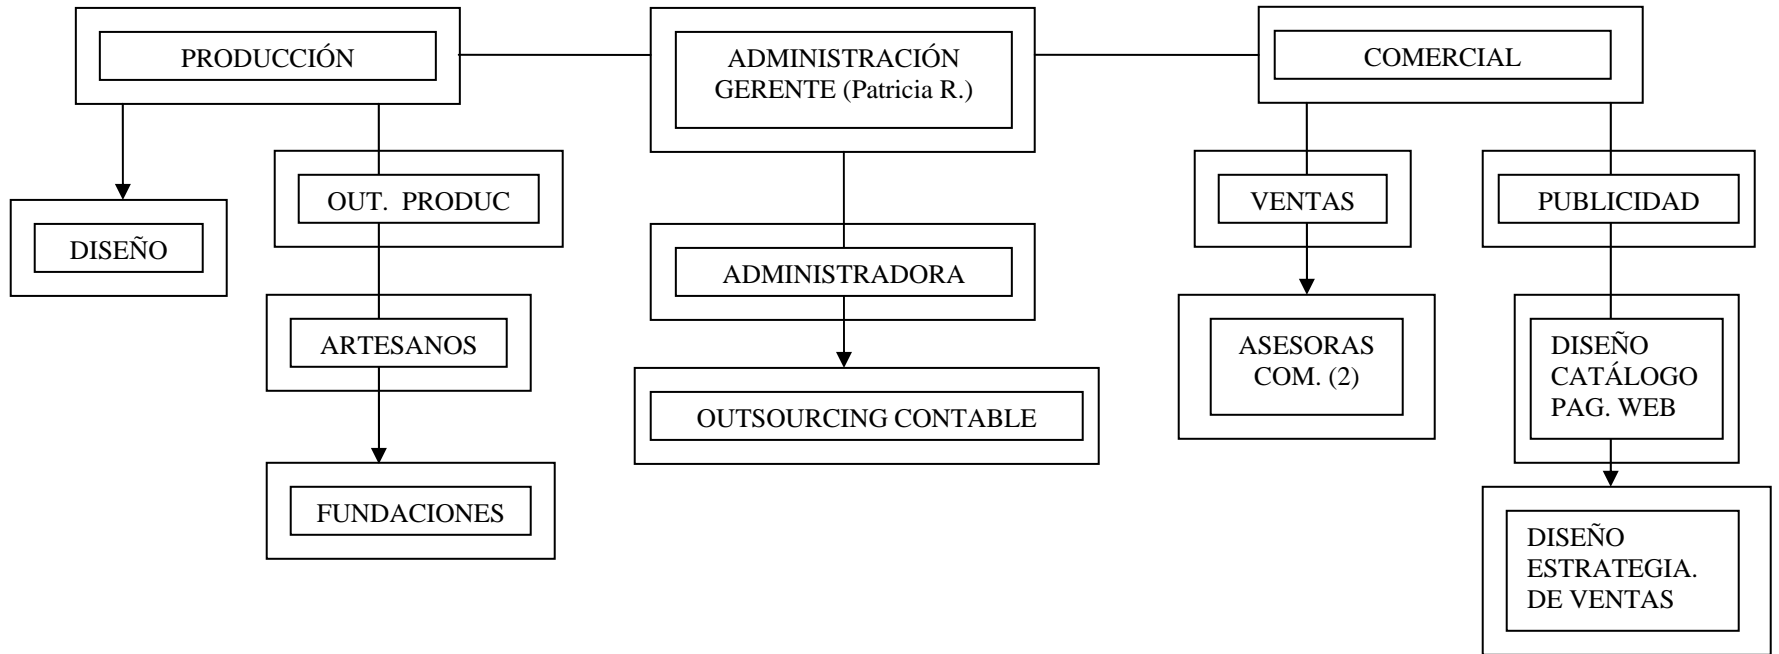 PRODUCCIÓN
ADMINISTRACIÓN
GERENTE (Patricia R.)
COMERCIAL
OUT. PRODUC
VENTAS
PUBLICIDAD
DISEÑO
ADMINISTRADORA
ARTESANOS
ASESORAS
COM. (2)
DISEÑO
CATÁLOGO
PAG. WEB
OUTSOURCING CONTABLE
FUNDACIONES
DISEÑO
ESTRATEGIA.
DE VENTAS